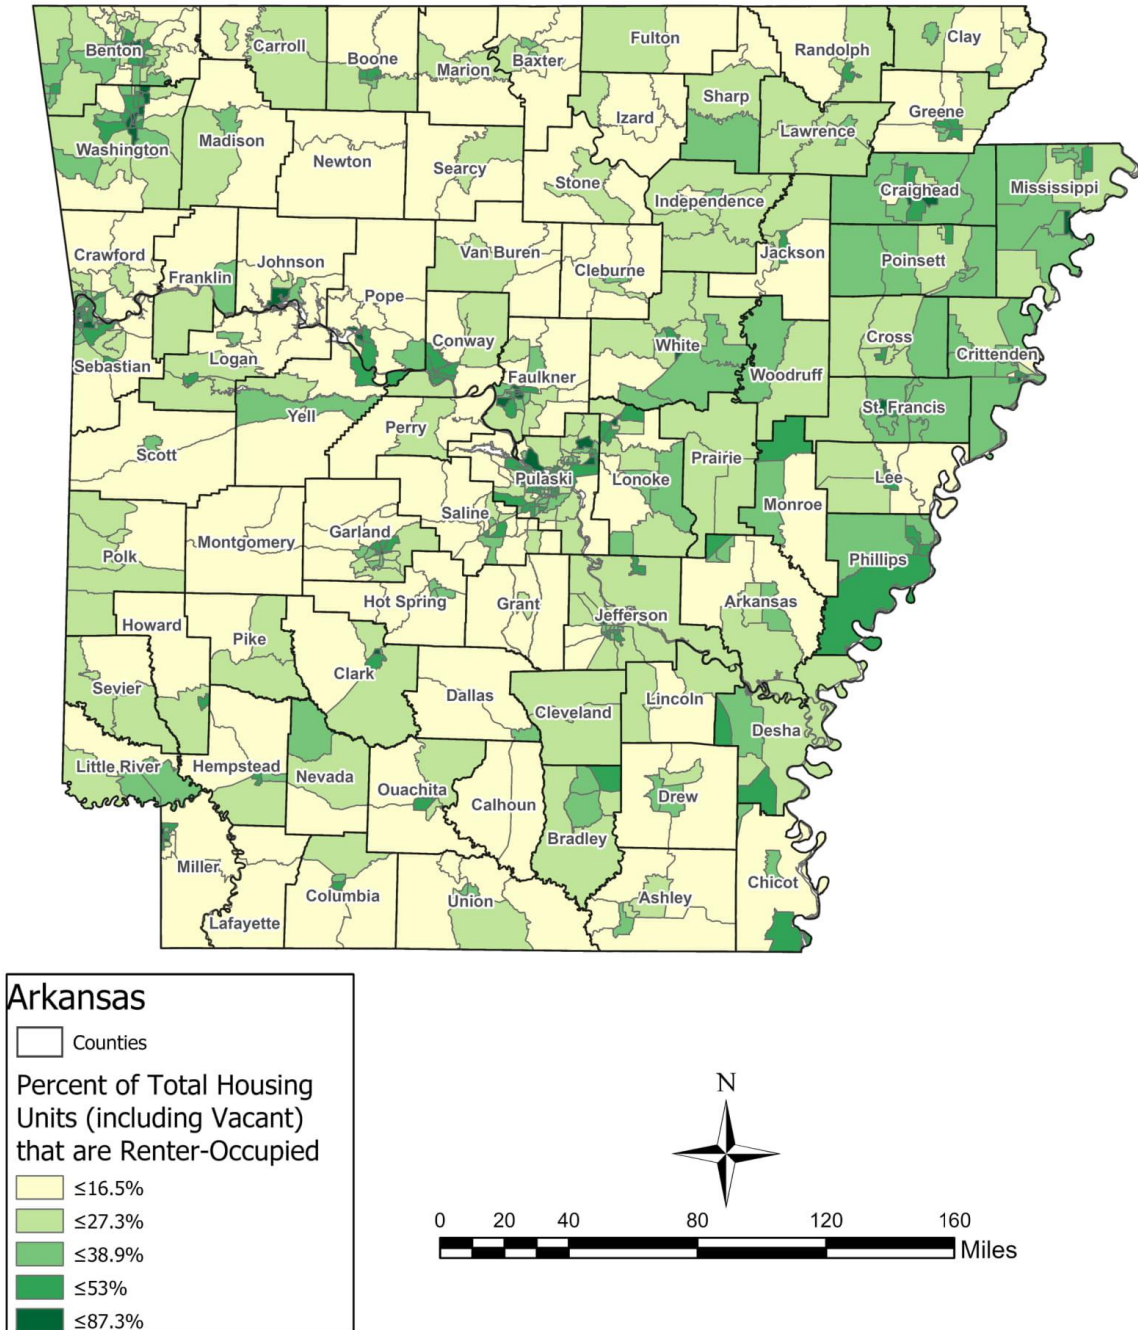 Benton
Carroll
Boone
Marion
Baxter
Fulton
Randolph
Clay
Sharp
Izard
Greene
Lawrence
Washington
Madison
Newton
Searcy
Stone
Independence
Craighead
Mississippi
Crawford
Franklin
Johnson
Van Buren
Cleburne
Jackson
Poinsett
Pope
Conway
White
Cross
Crittenden
Sebastian
Logan
Faulkner
Woodruff
St. Francis
Yell
Perry
Scott
Pulaski
Lonoke
Prairie
Lee
Monroe
Saline
Garland
Montgomery
Polk
Phillips
Hot Spring
Grant
Jefferson
Arkansas
Howard
Pike
Clark
Sevier
Dallas
Cleveland
Lincoln
Desha
Little River
Hempstead
Nevada
Ouachita
Calhoun
Drew
Bradley
Miller
Lafayette
Columbia
Union
Ashley
Chicot
Arkansas
Counties
Percent of Total Housing
Units (including Vacant)
that are Renter-Occupied
≤16.5%
≤27.3%
≤38.9%
≤53%
≤87.3%
N
0 20 40 80 120 160
Miles